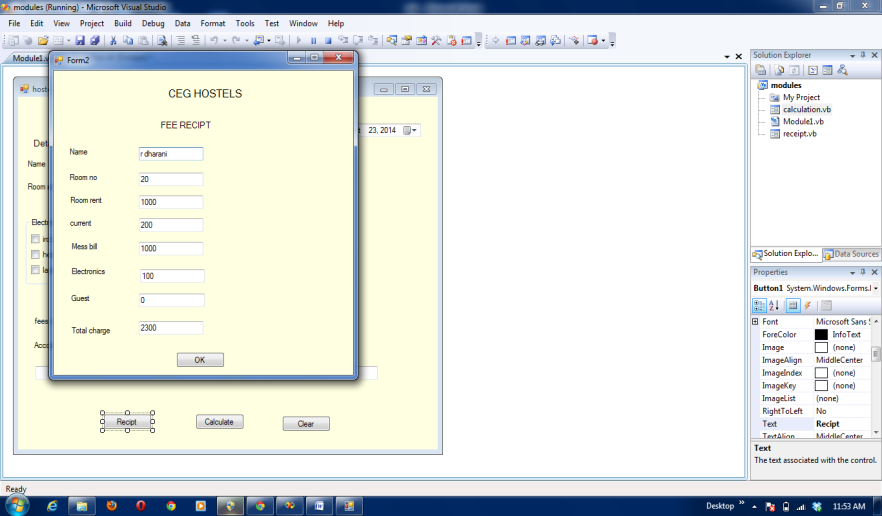 modules (Running) - Microsoft Visual Studio
File Edit View Project Build Debug Data Format Tools Test Window Help
Module1.v
Form2
CEG HOSTELS
FEE RECIPT
Name r dharani
Room no 20
Room rent 1000
current 200
Mess bill 1000
Electronics 100
Guest 0
Total charge 2300
OK
host
23, 2014
Det
Name
Room
Electr
fees
Acco
Recipt Calculate Clear
Solution Explorer
modules
My Project
calculation.vb
Module1.vb
receipt.vb
Solution Explo... Data Sources
Properties
Button1 System.Windows.Forms.
Font Microsoft Sans
ForeColor InfoText
Image (none)
ImageAlign MiddleCenter
ImageIndex (none)
ImageKey (none)
ImageList (none)
RightToLeft No
Text Recipt
TextAlign MiddleCenter
Text
The text associated with the control.
Ready
Desktop » 11:53 AM